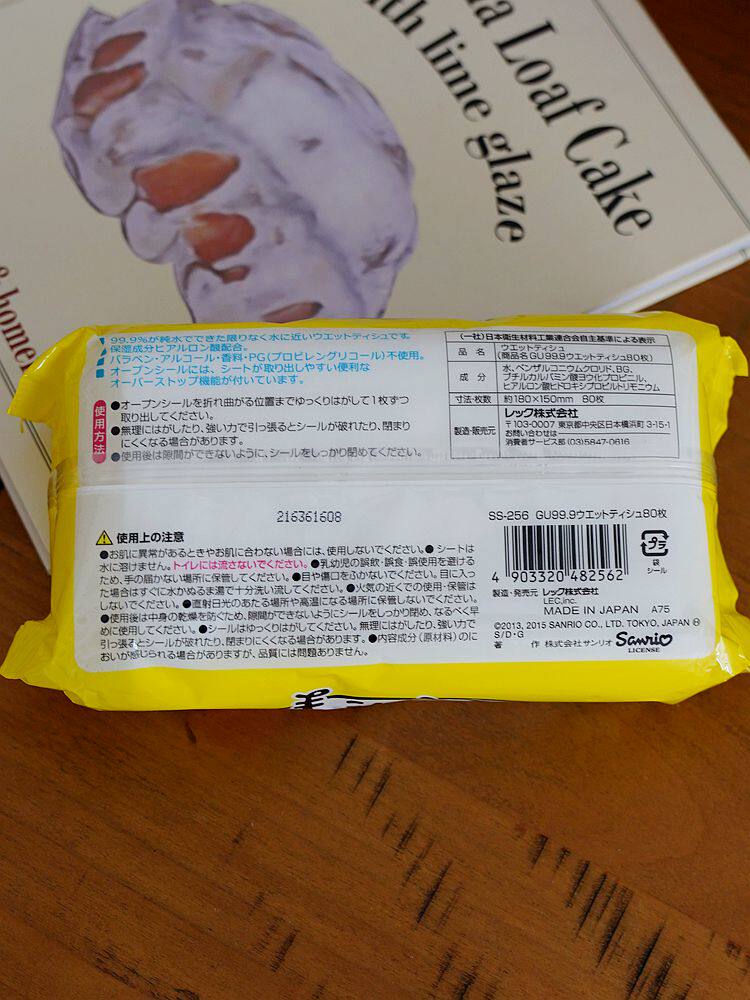 na Loaf Cake
with lime glaze
& home
99.9%が純水でできた限りなく水に近いウエットティシュです。
保湿成分ヒアルロン酸配合。
パラベン・アルコール・香料・PG(プロピレングリコール)不使用。
オープンシールには、シートが取り出しやすい便利な
オーバーストップ機能が付いています。
使用方法
●オープンシールを折れ曲がる位置までゆっくりはがして1枚ずつ
取り出してください。
●無理にはがしたり、強い力で引っ張るとシールが破れたり、閉まり
にくくなる場合があります。
●使用後は隙間ができないように、シールをしっかり閉めてください。
(一社)日本衛生材料工業連合会自主基準による表示
品名 ウエットティシュ
(商品名GU99.9ウエットティシュ80枚)
成分 水、ベンザルコニウムクロリド、BG、
ブチルカルバミン酸ヨウ化プロピニル、
ヒアルロン酸ヒドロキシプロピルトリモニウム
寸法・枚数 約180×150mm 80枚
製造・販売元 レック株式会社
〒103-0007 東京都中央区日本橋浜町 3-15-1
お問い合わせは
消費者サービス部 (03)5847-0616
216361608
使用上の注意
●お肌に異常があるときやお肌に合わない場合には、使用しないでください。●シートは
水に溶けません。トイレには流さないでください。●乳幼児の誤飲・誤食・誤使用を避ける
ため、手の届かない場所に保管してください。●目や傷口をふかないでください。目に入っ
た場合はすぐに水かぬるま湯で十分洗い流してください。●火気の近くでの使用・保管は
しないでください。●直射日光のあたる場所や高温になる場所に保管しないでください。
●使用後は中身の乾燥を防ぐため、隙間ができないようにシールをしっかり閉め、なるべく早
めに使用してください。●シールはゆっくりはがしてください。無理にはがしたり、強い力で
引っ張るとシールが破れたり、閉まりにくくなる場合があります。●内容成分(原材料)のに
おいが感じられる場合がありますが、品質には問題ありません。
SS-256 GU99.9ウエットティシュ80枚
4 903320 482562
プラ
袋
シール
製造・発売元 レック株式会社
LEC,inc.
MADE IN JAPAN A75
©2013, 2015 SANRIO CO., LTD. TOKYO, JAPAN Ⓗ
S/D・G
著作 株式会社サンリオ Sanrio
LICENSE